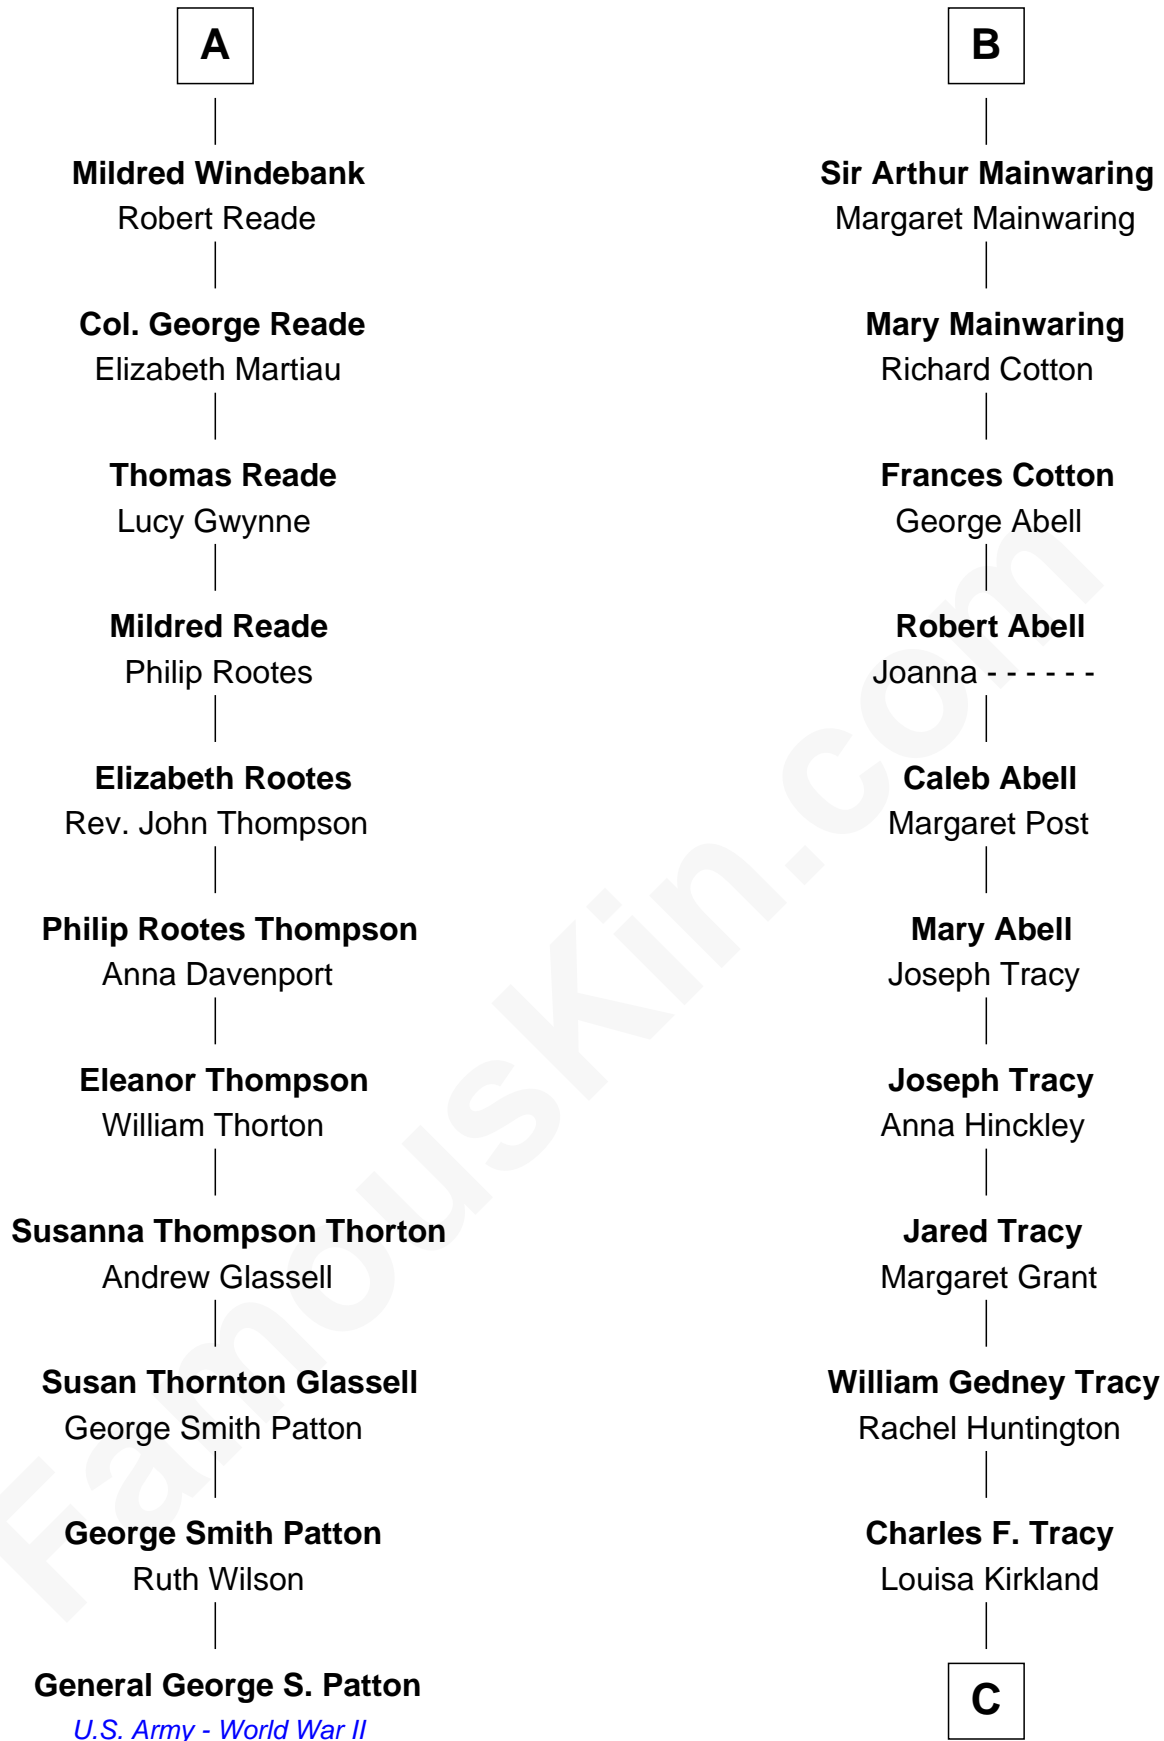 A
Mildred Windebank
Robert Reade
Col. George Reade
Elizabeth Martiau
Thomas Reade
Lucy Gwynne
Mildred Reade
Philip Rootes
Elizabeth Rootes
Rev. John Thompson
Philip Rootes Thompson
Anna Davenport
Eleanor Thompson
William Thorton
Susanna Thompson Thorton
Andrew Glassell
Susan Thornton Glassell
George Smith Patton
George Smith Patton
Ruth Wilson
General George S. Patton
U.S. Army - World War II
B
Sir Arthur Mainwaring
Margaret Mainwaring
Mary Mainwaring
Richard Cotton
Frances Cotton
George Abell
Robert Abell
Joanna - - - - - -
Caleb Abell
Margaret Post
Mary Abell
Joseph Tracy
Joseph Tracy
Anna Hinckley
Jared Tracy
Margaret Grant
William Gedney Tracy
Rachel Huntington
Charles F. Tracy
Louisa Kirkland
C
FamousKin.com